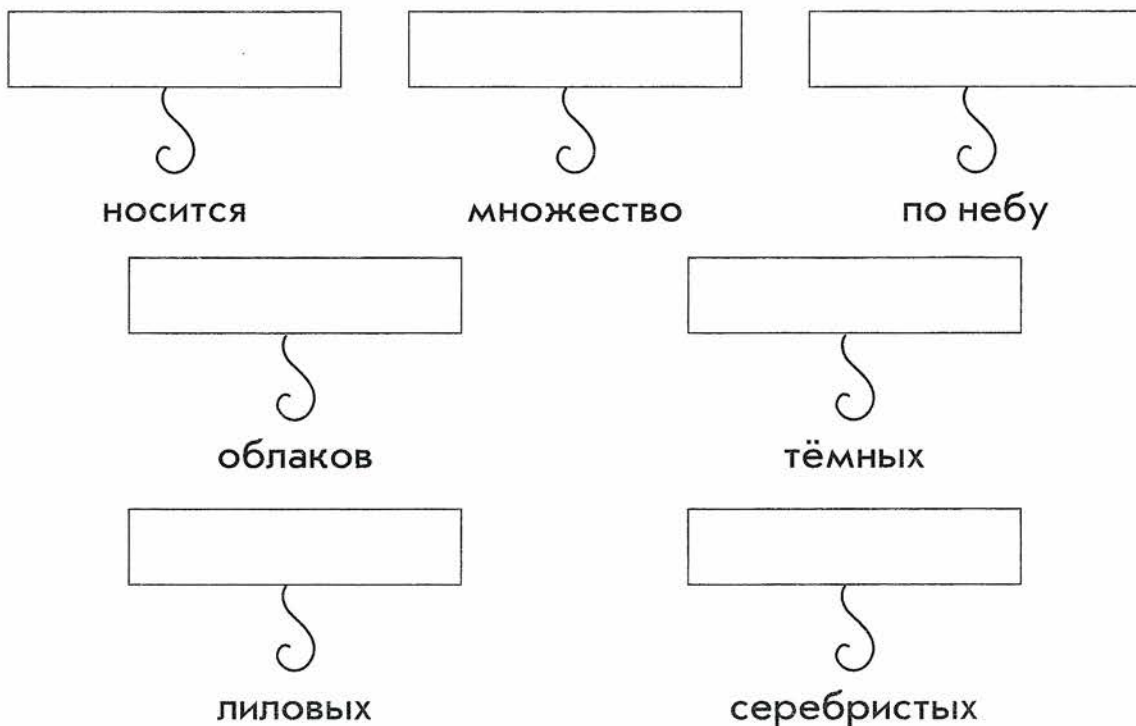 носится множество по небу
облаков тёмных
лиловых серебристых